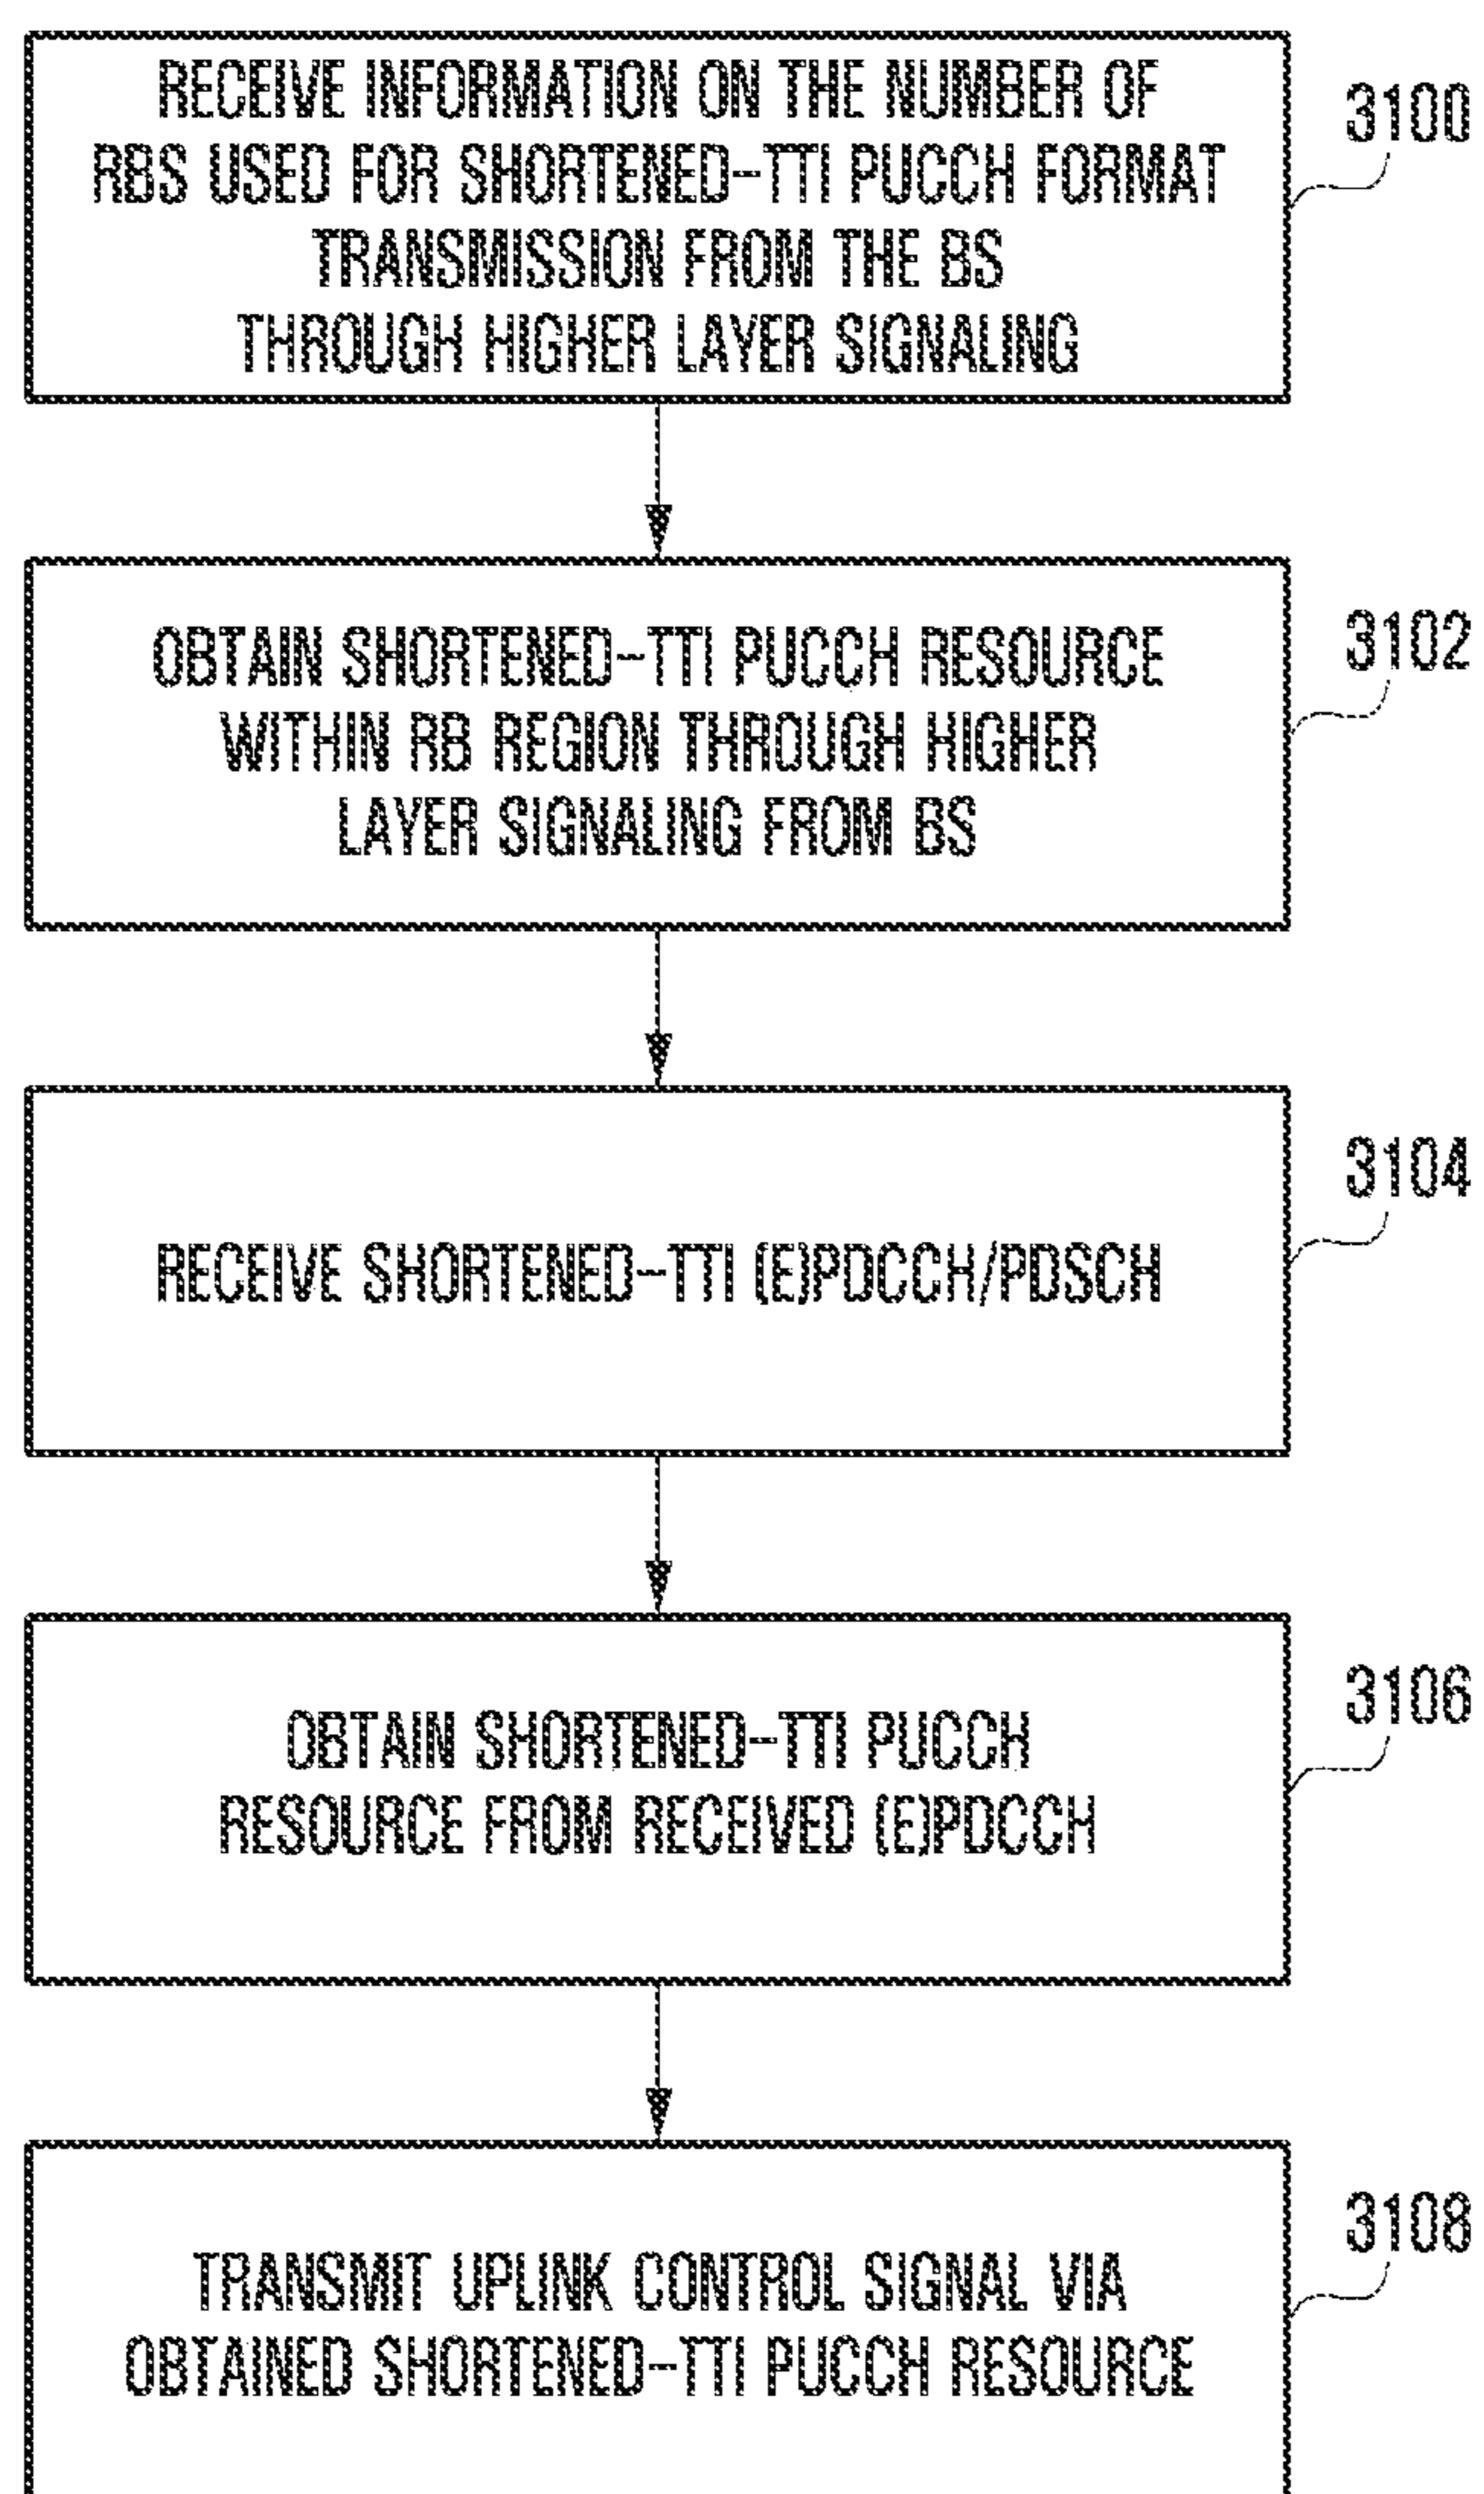 RECEIVE INFORMATION ON THE NUMBER OF
RBS USED FOR SHORTENED-TTI PUCCH FORMAT
TRANSMISSION FROM THE BS
THROUGH HIGHER LAYER SIGNALING
3100
OBTAIN SHORTENED-TTI PUCCH RESOURCE
WITHIN RB REGION THROUGH HIGHER
LAYER SIGNALING FROM BS
3102
RECEIVE SHORTENED-TTI (E)PDCCH/PDSCH
3104
OBTAIN SHORTENED-TTI PUCCH
RESOURCE FROM RECEIVED (E)PDCCH
3106
TRANSMIT UPLINK CONTROL SIGNAL VIA
OBTAINED SHORTENED-TTI PUCCH RESOURCE
3108